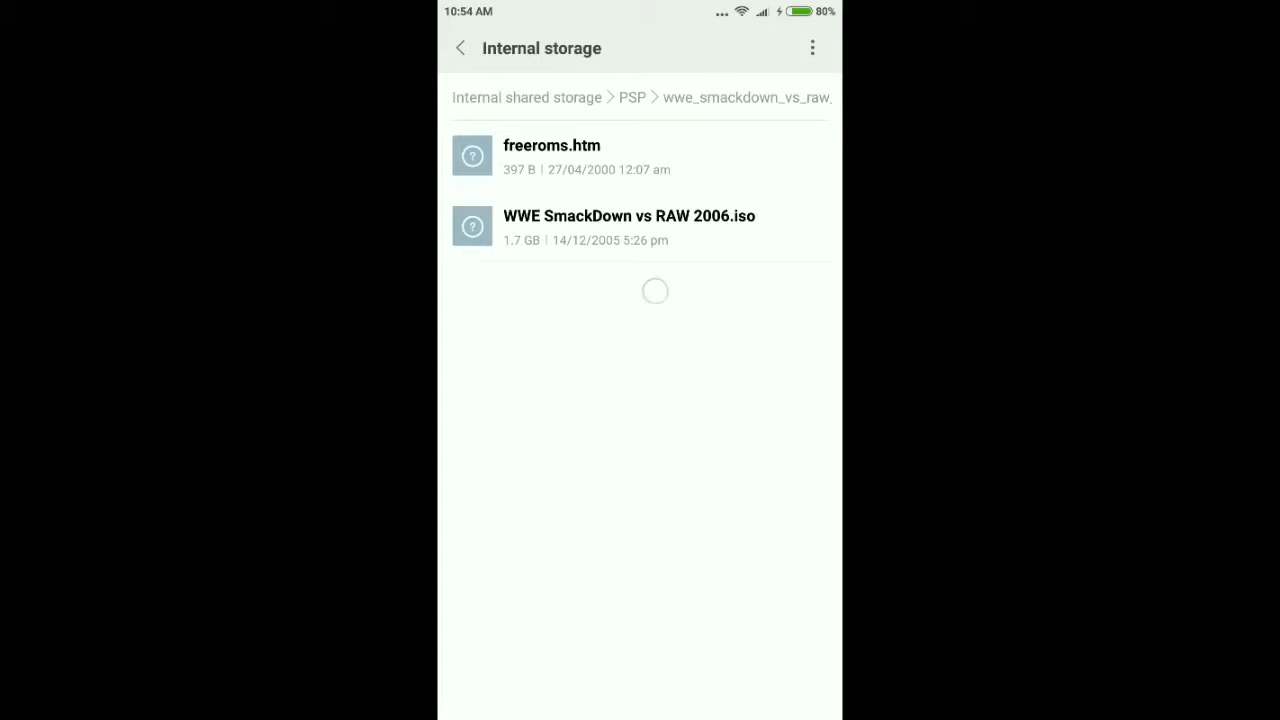 10:54 AM 80%
Internal storage
Internal shared storage > PSP > wwe_smackdown_vs_raw_
freeroms.htm
397 B | 27/04/2000 12:07 am
WWE SmackDown vs RAW 2006.iso
1.7 GB | 14/12/2005 5:26 pm